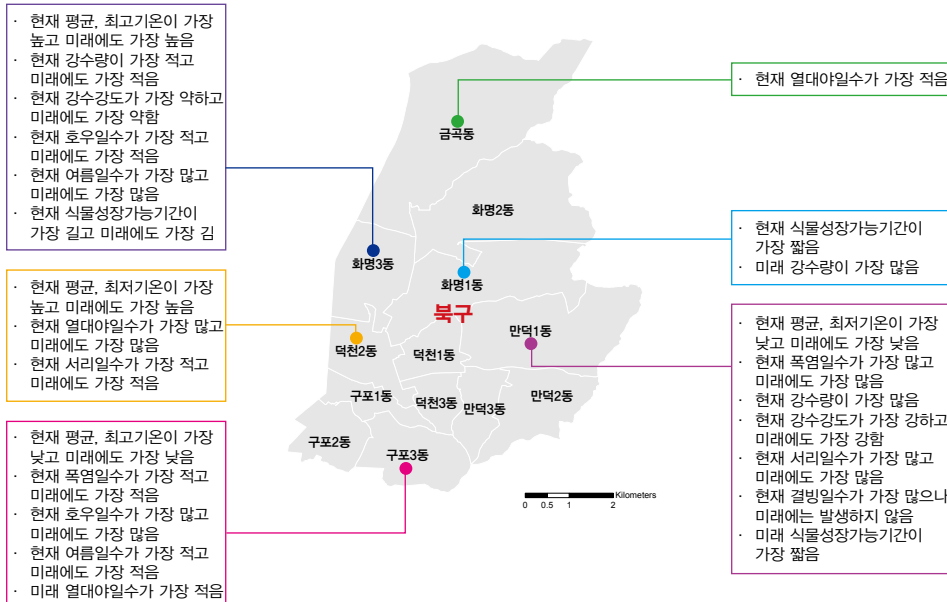 · 현재 평균, 최고기온이 가장
높고 미래에도 가장 높음
· 현재 강수량이 가장 적고
미래에도 가장 적음
· 현재 강수강도가 가장 약하고
미래에도 가장 약함
· 현재 호우일수가 가장 적고
미래에도 가장 적음
· 현재 여름일수가 가장 많고
미래에도 가장 많음
· 현재 식물성장가능기간이
가장 길고 미래에도 가장 김
· 현재 평균, 최저기온이 가장
높고 미래에도 가장 높음
· 현재 열대야일수가 가장 많고
미래에도 가장 많음
· 현재 서리일수가 가장 적고
미래에도 가장 적음
· 현재 평균, 최고기온이 가장
낮고 미래에도 가장 낮음
· 현재 폭염일수가 가장 적고
미래에도 가장 적음
· 현재 호우일수가 가장 많고
미래에도 가장 많음
· 현재 여름일수가 가장 적고
미래에도 가장 적음
· 미래 열대야일수가 가장 적음
금곡동
화명2동
화명3동
화명1동
북구
만덕1동
덕천2동
덕천1동
구포1동
덕천3동
만덕3동
만덕2동
구포2동
구포3동
Kilometers
0 0.5 1 2
· 현재 열대야일수가 가장 적음
· 현재 식물성장가능기간이
가장 짧음
· 미래 강수량이 가장 많음
· 현재 평균, 최저기온이 가장
낮고 미래에도 가장 낮음
· 현재 폭염일수가 가장 많고
미래에도 가장 많음
· 현재 강수량이 가장 많음
· 현재 강수강도가 가장 강하고
미래에도 가장 강함
· 현재 서리일수가 가장 많고
미래에도 가장 많음
· 현재 결빙일수가 가장 많으나
미래에는 발생하지 않음
· 미래 식물성장가능기간이
가장 짧음